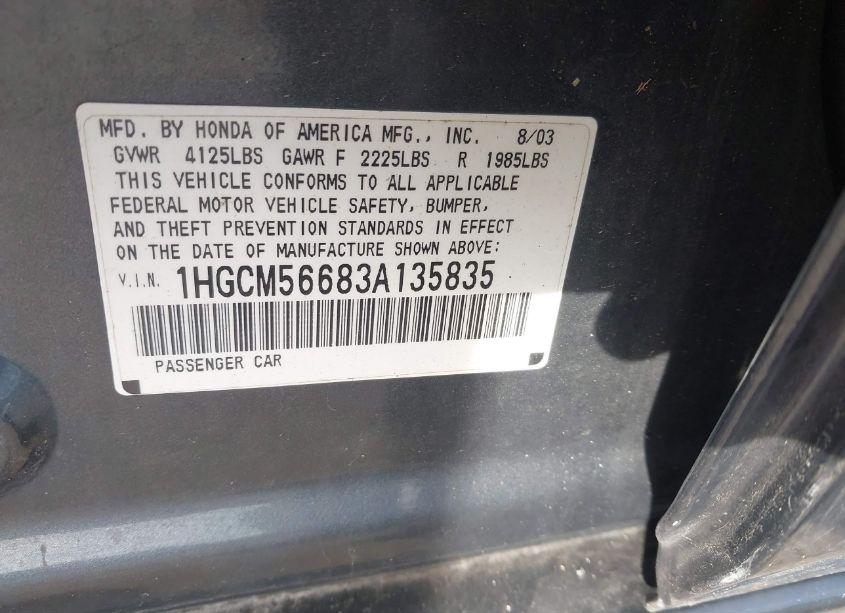 MFD. BY HONDA OF AMERICA MFG., INC. 8/03
GVWR 4125LBS GAWR F 2225LBS R 1985LBS
THIS VEHICLE CONFORMS TO ALL APPLICABLE
FEDERAL MOTOR VEHICLE SAFETY, BUMPER,
AND THEFT PREVENTION STANDARDS IN EFFECT
ON THE DATE OF MANUFACTURE SHOWN ABOVE:
V.I.N. 1HGCM56683A135835
PASSENGER CAR